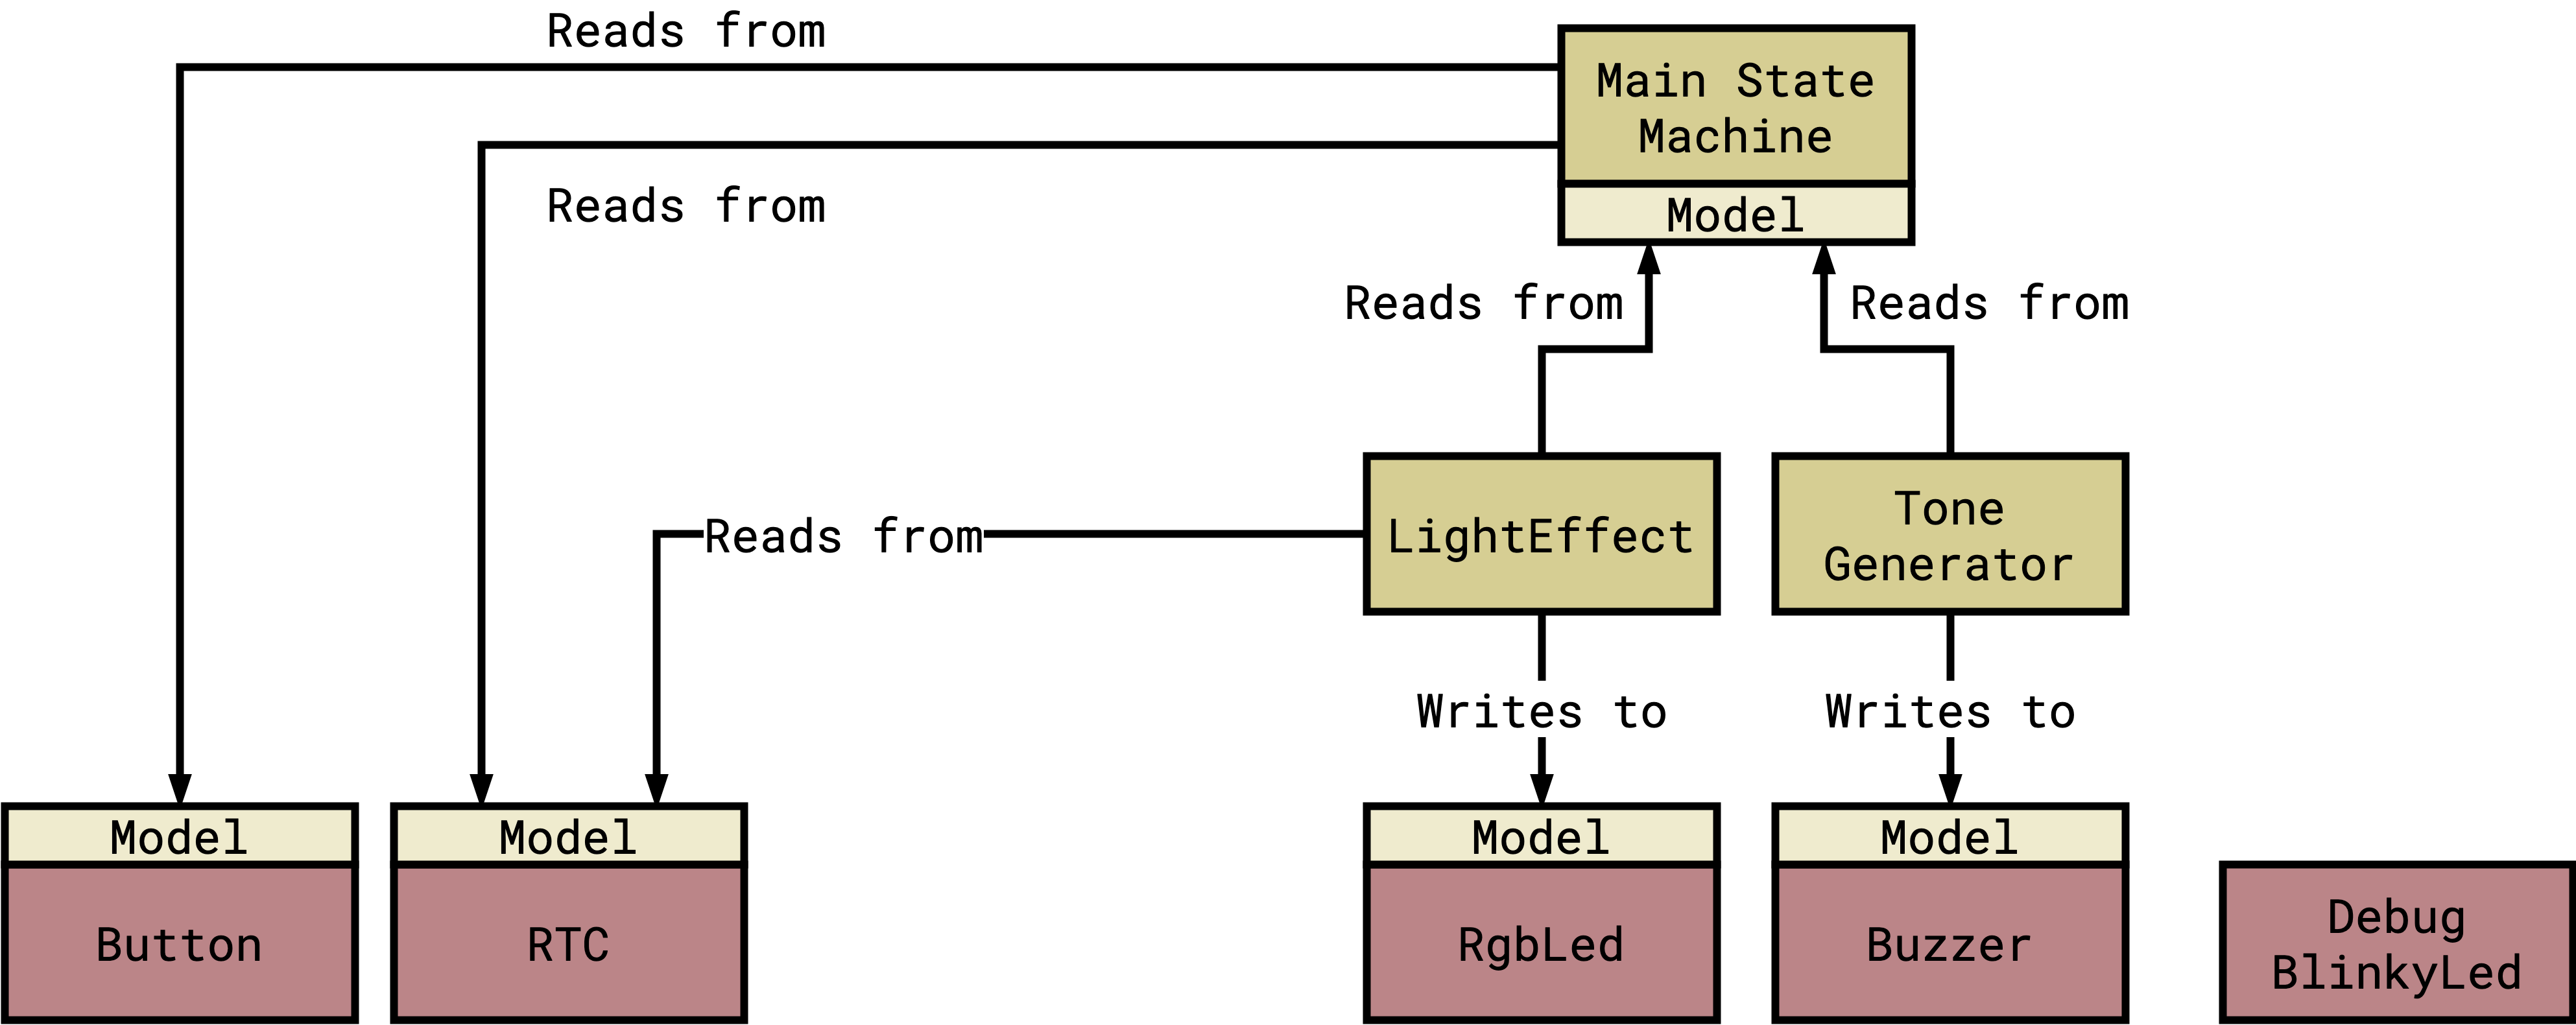 Reads from
Main State
Machine
Reads from
Model
Reads from
Reads from
Reads from
LightEffect
Tone
Generator
Writes to
Writes to
Model
Model
Model
Model
Button
RTC
RgbLed
Buzzer
Debug
BlinkyLed